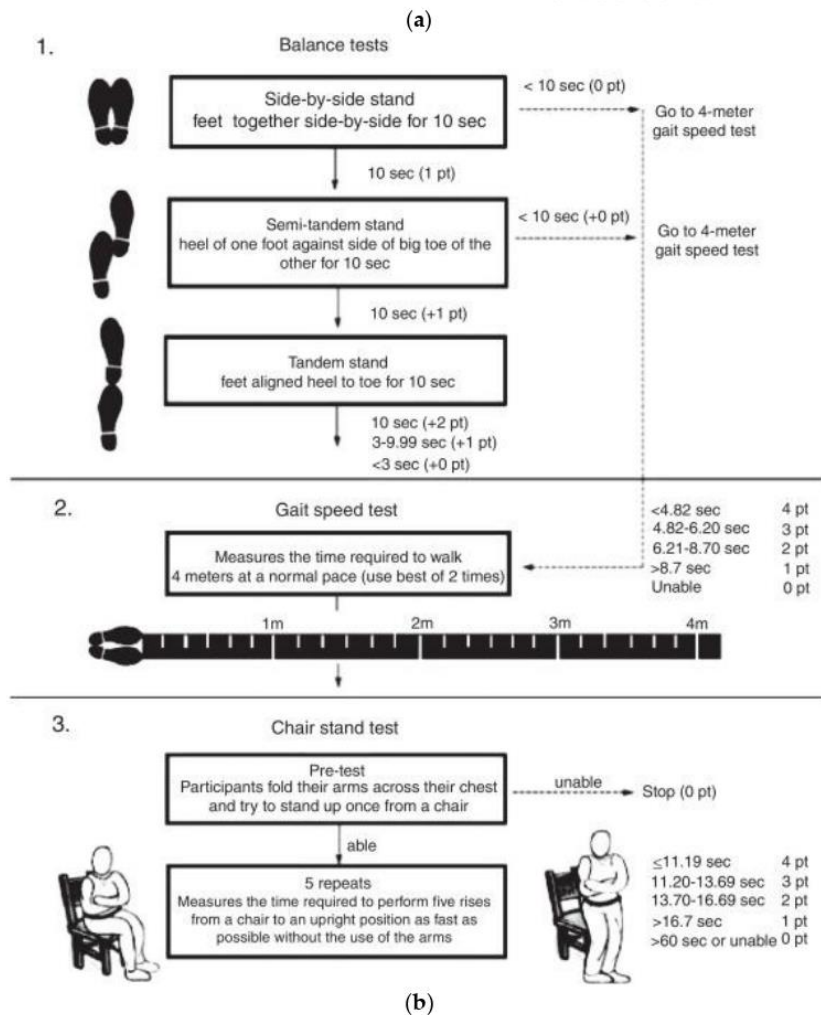 (a)
1.
Balance tests
Side-by-side stand
feet together side-by-side for 10 sec
< 10 sec (0 pt)
Go to 4-meter
gait speed test
10 sec (1 pt)
Semi-tandem stand
heel of one foot against side of big toe of the
other for 10 sec
< 10 sec (+0 pt)
Go to 4-meter
gait speed test
10 sec (+1 pt)
Tandem stand
feet aligned heel to toe for 10 sec
10 sec (+2 pt)
3-9.99 sec (+1 pt)
<3 sec (+0 pt)
2.
Gait speed test
Measures the time required to walk
4 meters at a normal pace (use best of 2 times)
<4.82 sec 4 pt
4.82-6.20 sec 3 pt
6.21-8.70 sec 2 pt
>8.7 sec 1 pt
Unable 0 pt
1m 2m 3m 4m
3.
Chair stand test
Pre-test
Participants fold their arms across their chest
and try to stand up once from a chair
unable
Stop (0 pt)
able
5 repeats
Measures the time required to perform five rises
from a chair to an upright position as fast as
possible without the use of the arms
≤11.19 sec 4 pt
11.20-13.69 sec 3 pt
13.70-16.69 sec 2 pt
>16.7 sec 1 pt
>60 sec or unable 0 pt
(b)